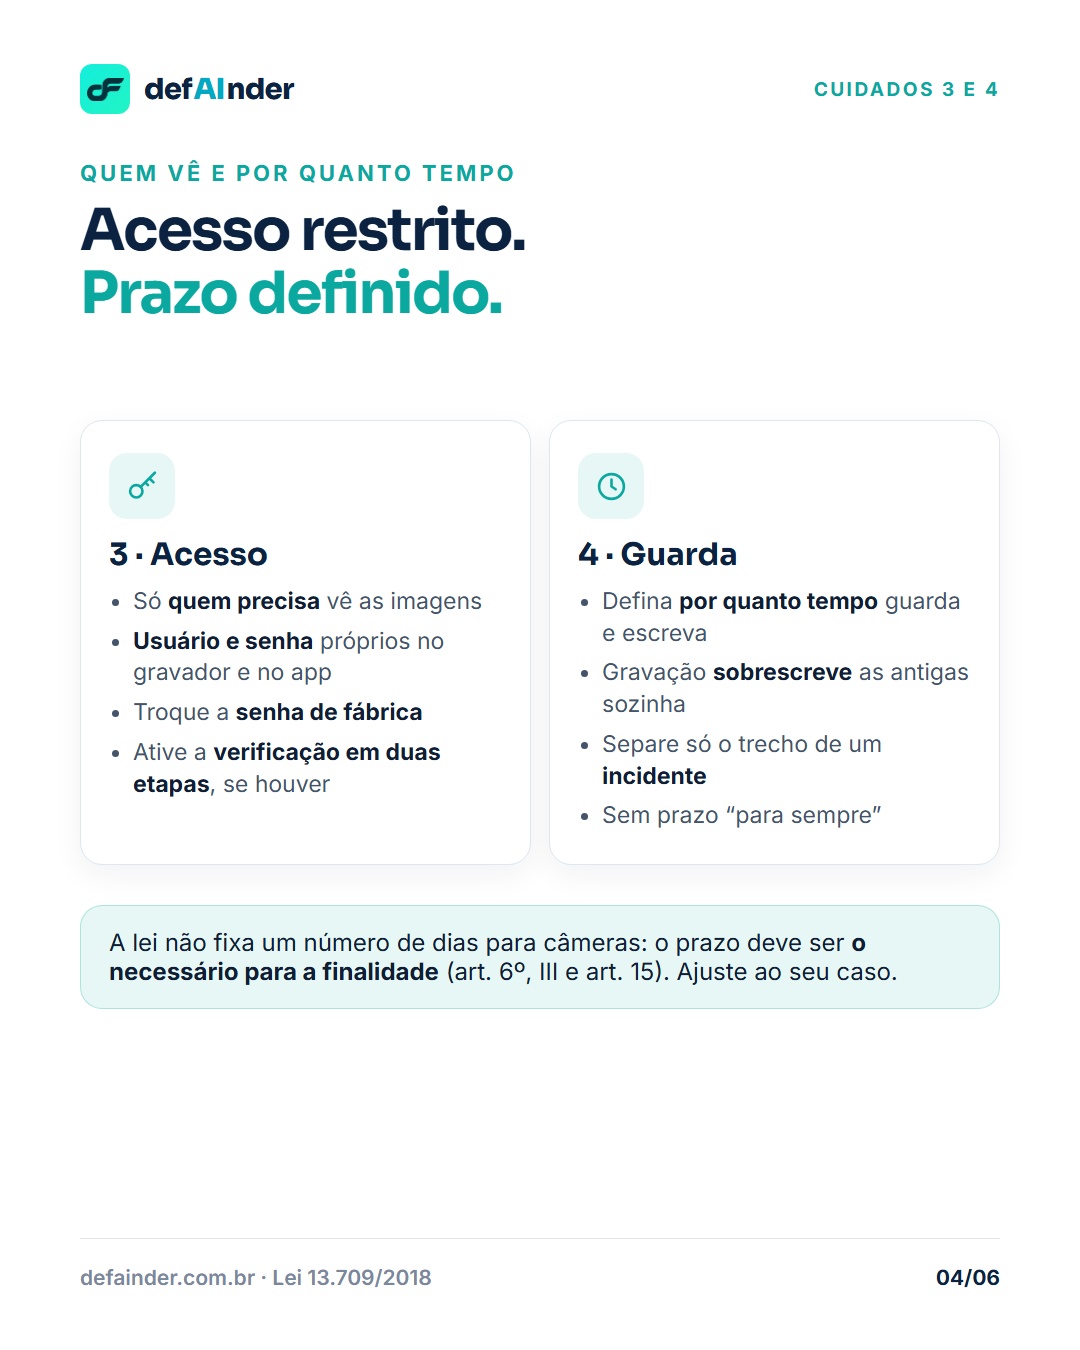 defAInder
CUIDADOS 3 E 4
QUEM VÊ E POR QUANTO TEMPO
Acesso restrito.
Prazo definido.
3 · Acesso
• Só quem precisa vê as imagens
• Usuário e senha próprios no
gravador e no app
• Troque a senha de fábrica
• Ative a verificação em duas
etapas, se houver
4 · Guarda
• Defina por quanto tempo guarda
e escreva
• Gravação sobrescreve as antigas
sozinha
• Separe só o trecho de um
incidente
• Sem prazo “para sempre”
A lei não fixa um número de dias para câmeras: o prazo deve ser o
necessário para a finalidade (art. 6º, III e art. 15). Ajuste ao seu caso.
defainder.com.br · Lei 13.709/2018
04/06